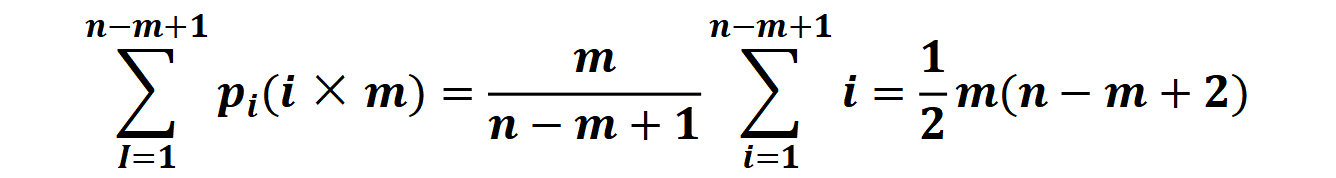 $$\sum_{I=1}^{n-m+1} p_i(i \times m) = \frac{m}{n-m+1} \sum_{i=1}^{n-m+1} i = \frac{1}{2}m(n-m+2)$$